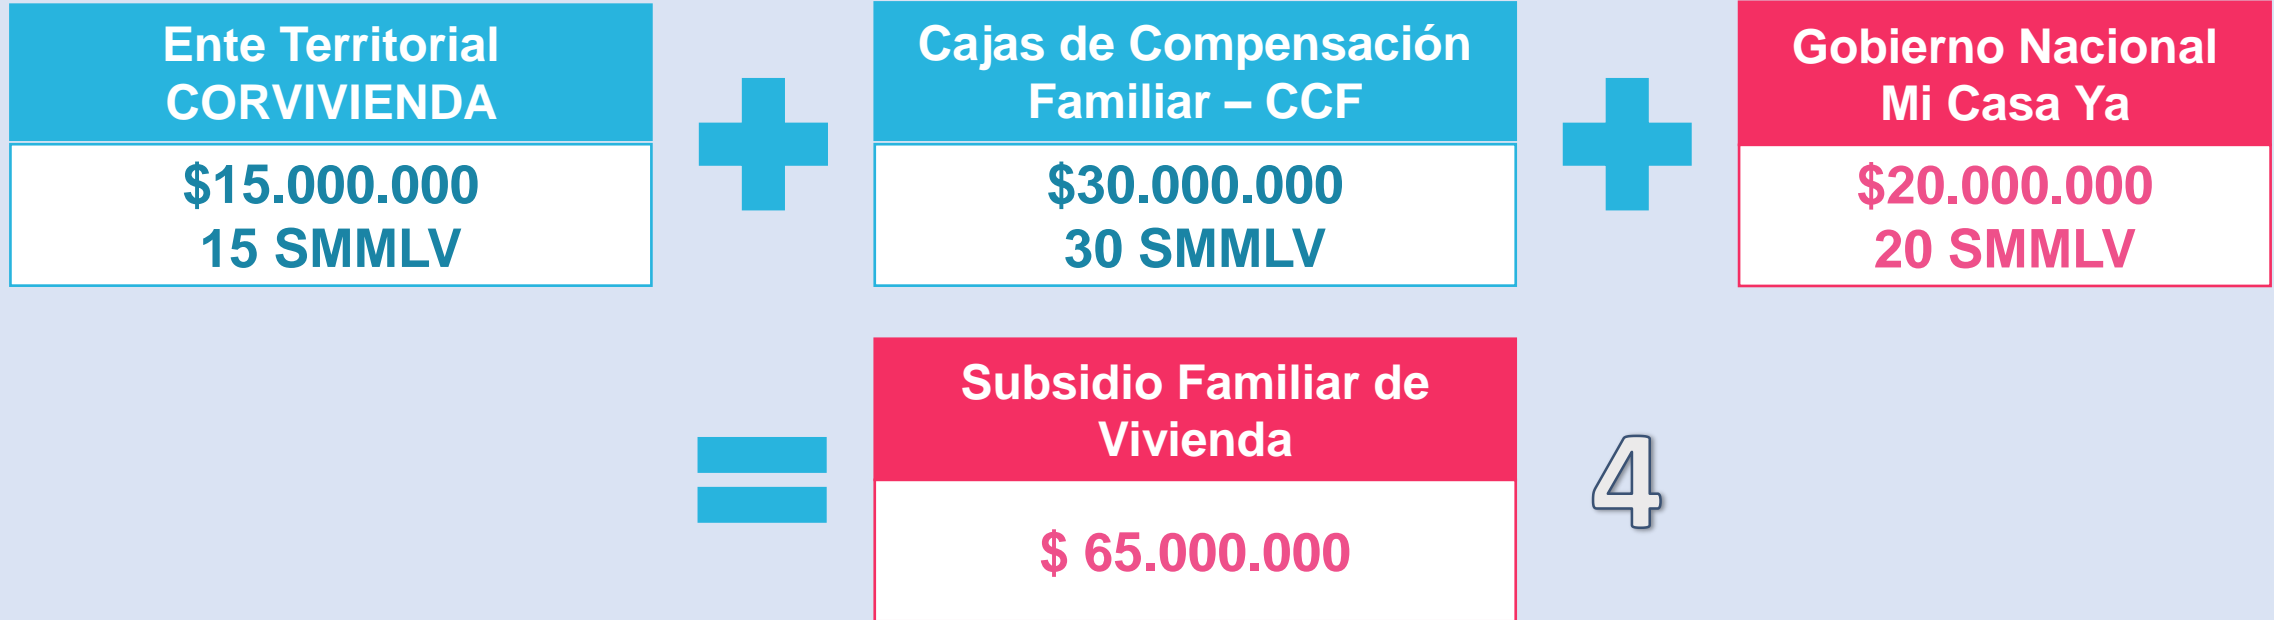 Ente Territorial
CORVIVIENDA
$15.000.000
15 SMMLV
Cajas de Compensación
Familiar – CCF
$30.000.000
30 SMMLV
Gobierno Nacional
Mi Casa Ya
$20.000.000
20 SMMLV
Subsidio Familiar de
Vivienda
$ 65.000.000
4